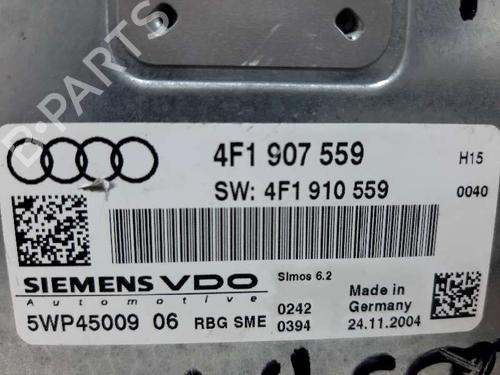 B-PARTS
4F1 907 559
H15
SW: 4F1 910 559
0040
SIEMENS VDO
Automotive
Simos 6.2
Made in
Germany
5WP45009 06
RBG SME
0242
0394
24.11.2004